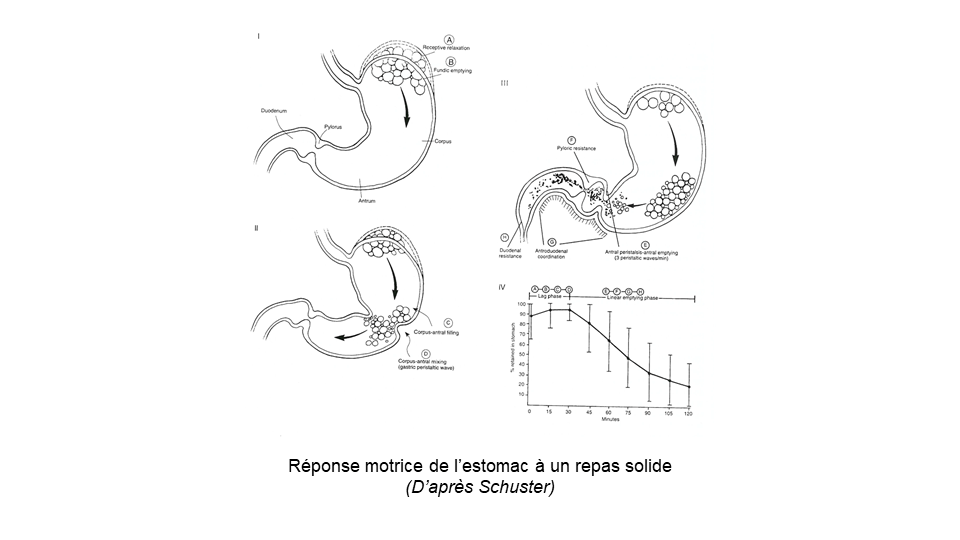 I
A
Receptive relaxation
B
Fundic emptying
Duodenum
Pylorus
Corpus
Antrum
II
C
Corpus-antral filling
D
Corpus-antral mixing
(gastric peristaltic wave)
III
F
Pyloric resistance
H
Duodenal
resistance
G
Antroduodenal
coordination
E
Antral peristalsis-antral emptying
(3 peristaltic waves/min)
IV
A B C D
Lag phase
E F G H
Linear emptying phase
% retained in stomach
100
90
80
70
60
50
40
30
20
10
0 15 30 45 60 75 90 105 120
Minutes
Réponse motrice de l’estomac à un repas solide
(D’après Schuster)